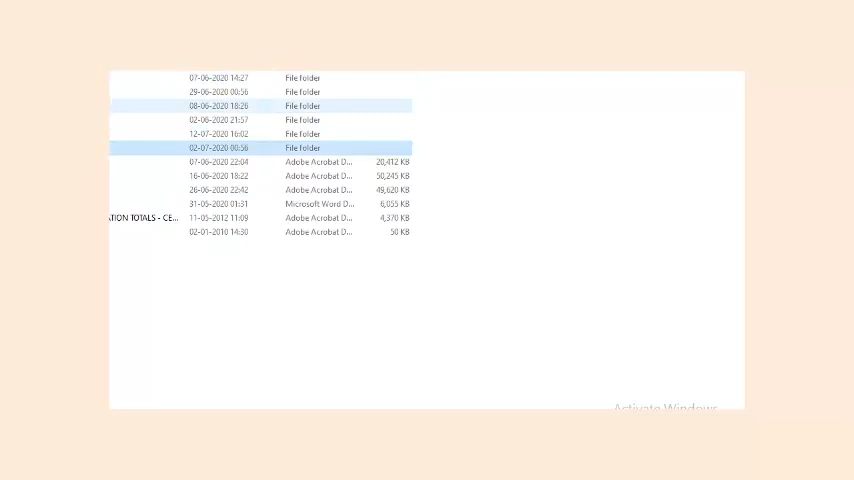 07-06-2020 14:27 File folder
29-06-2020 00:56 File folder
08-06-2020 18:26 File folder
02-06-2020 21:57 File folder
12-07-2020 16:02 File folder
02-07-2020 00:56 File folder
07-06-2020 22:04 Adobe Acrobat D... 20,412 KB
16-06-2020 18:22 Adobe Acrobat D... 50,245 KB
26-06-2020 22:42 Adobe Acrobat D... 49,620 KB
31-05-2020 01:31 Microsoft Word D... 6,055 KB
ATION TOTALS - CE... 11-05-2012 11:09 Adobe Acrobat D... 4,370 KB
02-01-2010 14:30 Adobe Acrobat D... 50 KB
Activate Windows